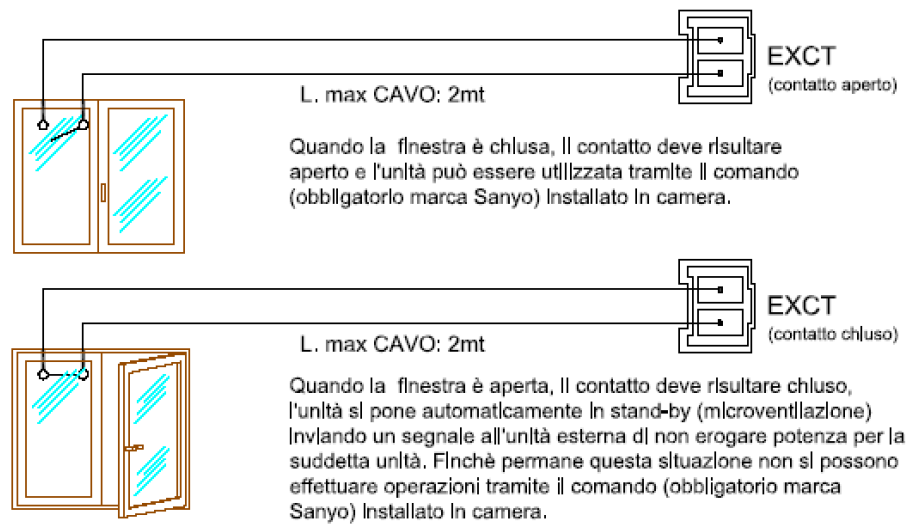 EXCT
(contatto aperto)
L. max CAVO: 2mt
Quando la finestra è chiusa, il contatto deve risultare
aperto e l'unità può essere utilizzata tramite il comando
(obbligatorio marca Sanyo) installato in camera.
EXCT
(contatto chiuso)
L. max CAVO: 2mt
Quando la finestra è aperta, il contatto deve risultare chiuso,
l'unità si pone automaticamente in stand-by (microventilazione)
inviando un segnale all'unità esterna di non erogare potenza per la
suddetta unità. Finchè permane questa situazione non si possono
effettuare operazioni tramite il comando (obbligatorio marca
Sanyo) installato in camera.